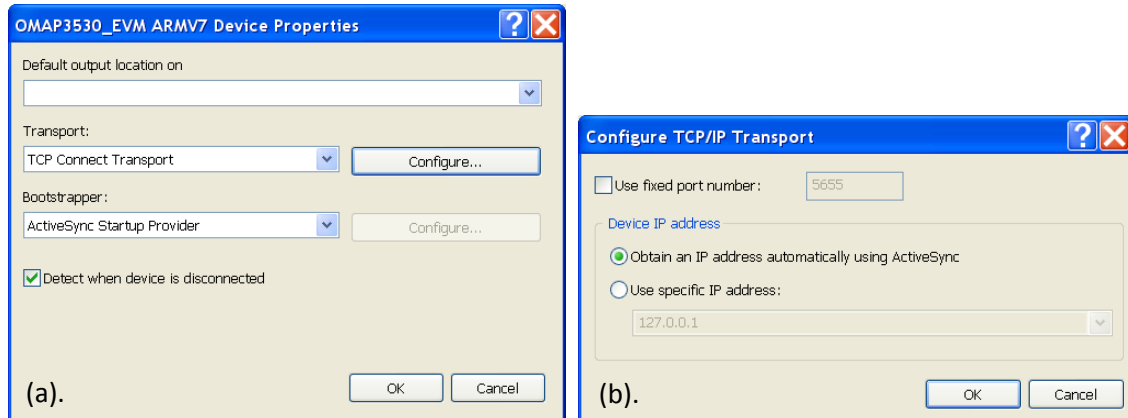 OMAP3530_EVM ARMV7 Device Properties
Default output location on
Transport:
TCP Connect Transport
Configure...
Bootstrapper:
ActiveSync Startup Provider
Configure...
Detect when device is disconnected
OK
Cancel
(a).
Configure TCP/IP Transport
Use fixed port number:
5655
Device IP address
Obtain an IP address automatically using ActiveSync
Use specific IP address:
127.0.0.1
OK
Cancel
(b).